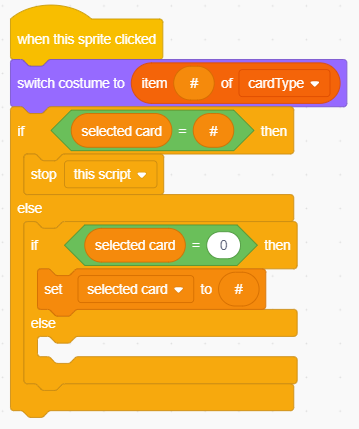 when this sprite clicked
switch costume to item # of cardType
if selected card = # then
stop this script
else
if selected card = 0 then
set selected card to #
else